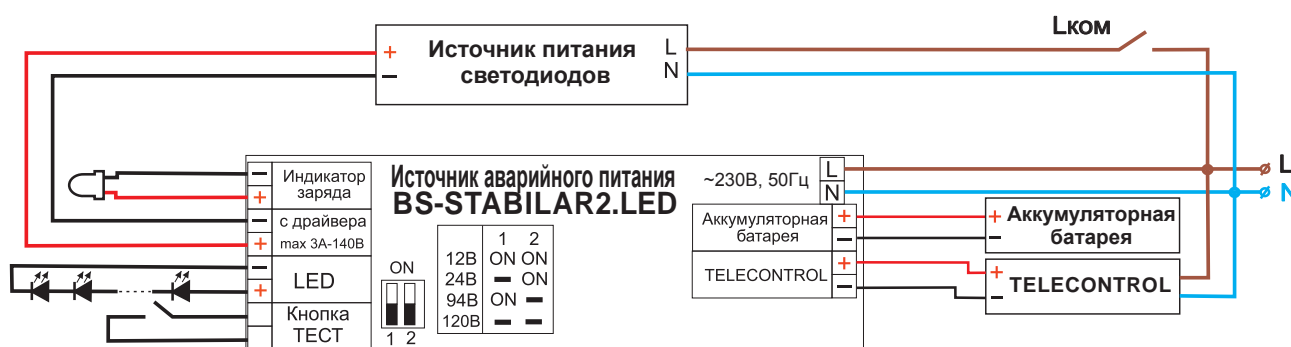 Lком
+ Источник питания L
− светодиодов N
− Индикатор
+ заряда
− с драйвера
+ max 3А-140В
− LED
+
Кнопка
ТЕСТ
Источник аварийного питания
BS-STABILAR2.LED
ON
1 2
1 2
12В ON ON
24В − ON
94В ON −
120В − −
~230В, 50Гц L
N
Аккумуляторная +
батарея −
TELECONTROL +
−
L
N
+ Аккумуляторная
− батарея
+ TELECONTROL
−